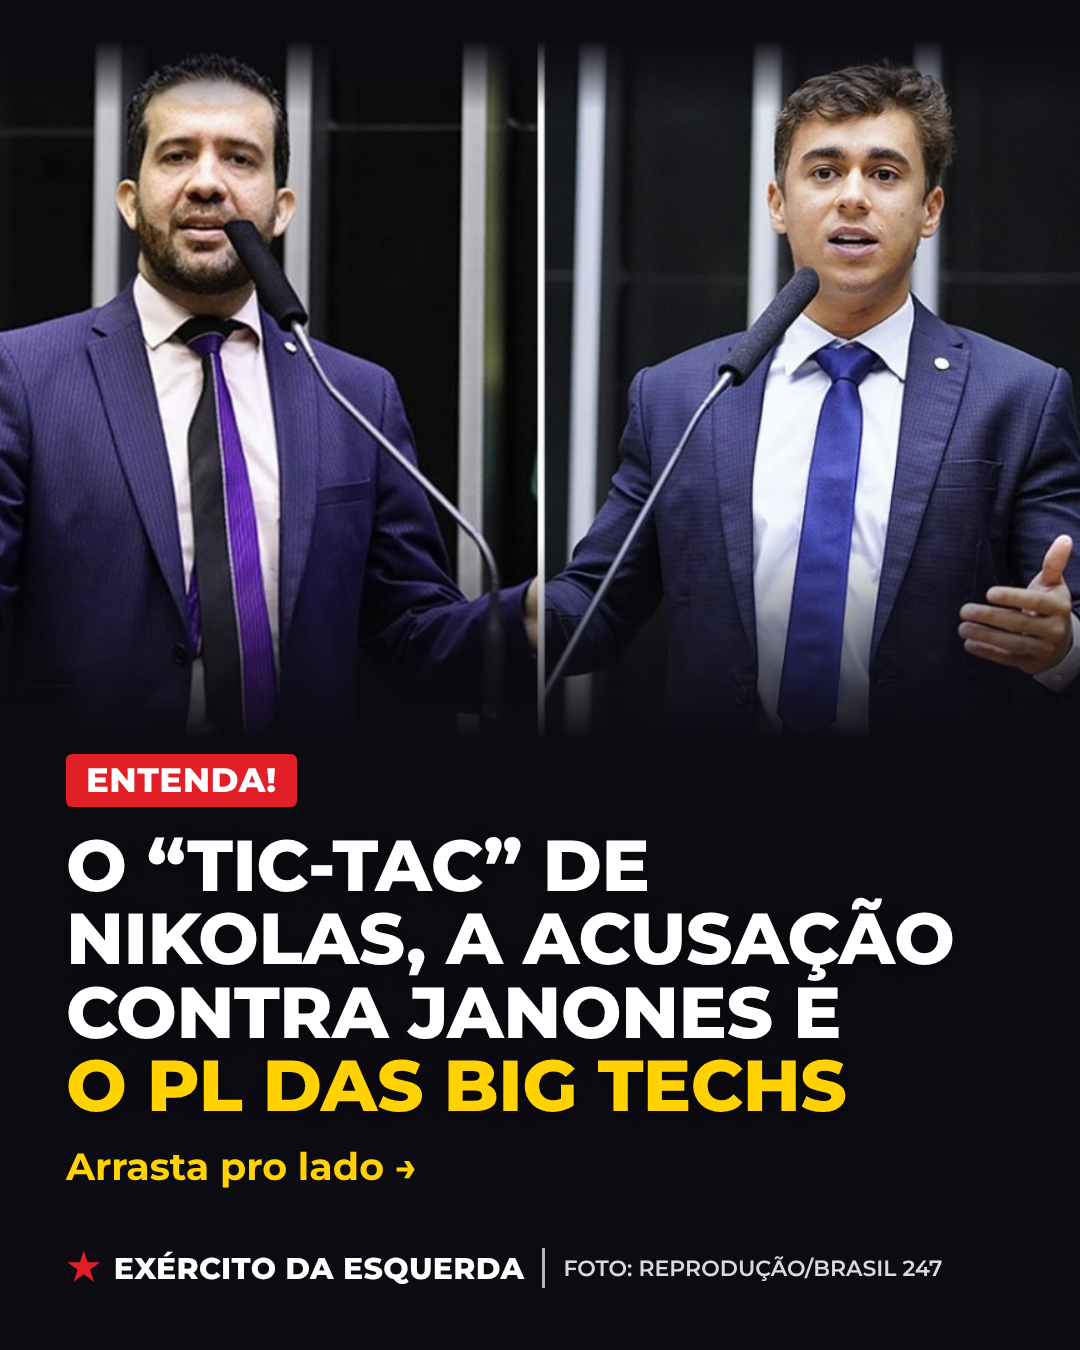 ENTENDA!
O “TIC-TAC” DE
NIKOLAS, A ACUSAÇÃO
CONTRA JANONES E
O PL DAS BIG TECHS
Arrasta pro lado →
★ EXÉRCITO DA ESQUERDA | FOTO: REPRODUÇÃO/BRASIL 247